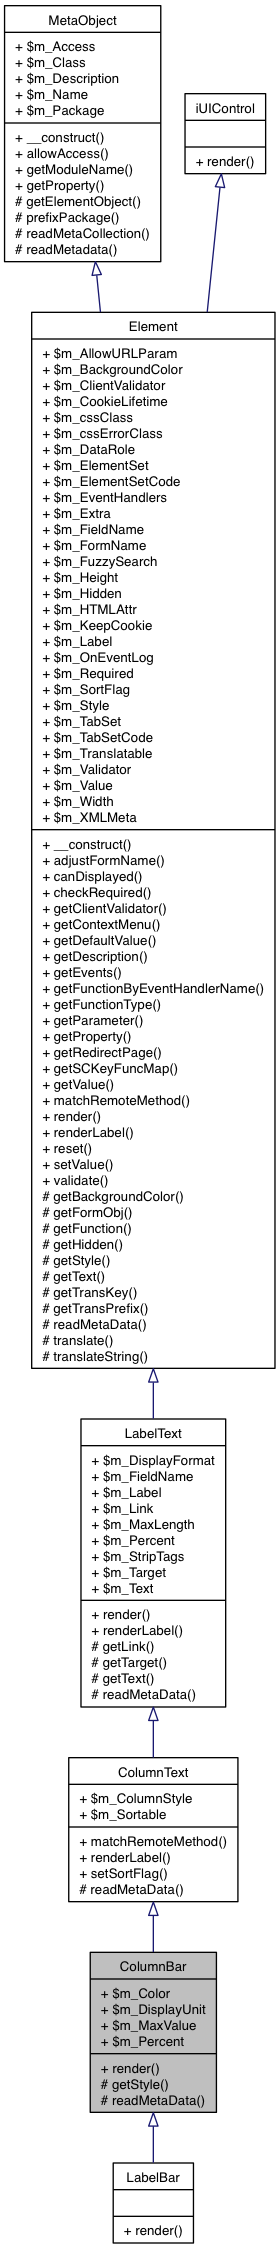 MetaObject
+ $m_Access
+ $m_Class
+ $m_Description
+ $m_Name
+ $m_Package
+ __construct()
+ allowAccess()
+ getModuleName()
+ getProperty()
# getElementObject()
# prefixPackage()
# readMetaCollection()
# readMetadata()
iUIControl
+ render()
Element
+ $m_AllowURLParam
+ $m_BackgroundColor
+ $m_ClientValidator
+ $m_CookieLifetime
+ $m_cssClass
+ $m_cssErrorClass
+ $m_DataRole
+ $m_ElementSet
+ $m_ElementSetCode
+ $m_EventHandlers
+ $m_Extra
+ $m_FieldName
+ $m_FormName
+ $m_FuzzySearch
+ $m_Height
+ $m_Hidden
+ $m_HTMLAttr
+ $m_KeepCookie
+ $m_Label
+ $m_OnEventLog
+ $m_Required
+ $m_SortFlag
+ $m_Style
+ $m_TabSet
+ $m_TabSetCode
+ $m_Translatable
+ $m_Validator
+ $m_Value
+ $m_Width
+ $m_XMLMeta
+ __construct()
+ adjustFormName()
+ canDisplayed()
+ checkRequired()
+ getClientValidator()
+ getContextMenu()
+ getDefaultValue()
+ getDescription()
+ getEvents()
+ getFunctionByEventHandlerName()
+ getFunctionType()
+ getParameter()
+ getProperty()
+ getRedirectPage()
+ getSCKeyFuncMap()
+ getValue()
+ matchRemoteMethod()
+ render()
+ renderLabel()
+ reset()
+ setValue()
+ validate()
# getBackgroundColor()
# getFormObj()
# getFunction()
# getHidden()
# getStyle()
# getText()
# getTransKey()
# getTransPrefix()
# readMetaData()
# translate()
# translateString()
LabelText
+ $m_DisplayFormat
+ $m_FieldName
+ $m_Label
+ $m_Link
+ $m_MaxLength
+ $m_Percent
+ $m_StripTags
+ $m_Target
+ $m_Text
+ render()
+ renderLabel()
# getLink()
# getTarget()
# getText()
# readMetaData()
ColumnText
+ $m_ColumnStyle
+ $m_Sortable
+ matchRemoteMethod()
+ renderLabel()
+ setSortFlag()
# readMetaData()
ColumnBar
+ $m_Color
+ $m_DisplayUnit
+ $m_MaxValue
+ $m_Percent
+ render()
# getStyle()
# readMetaData()
LabelBar
+ render()